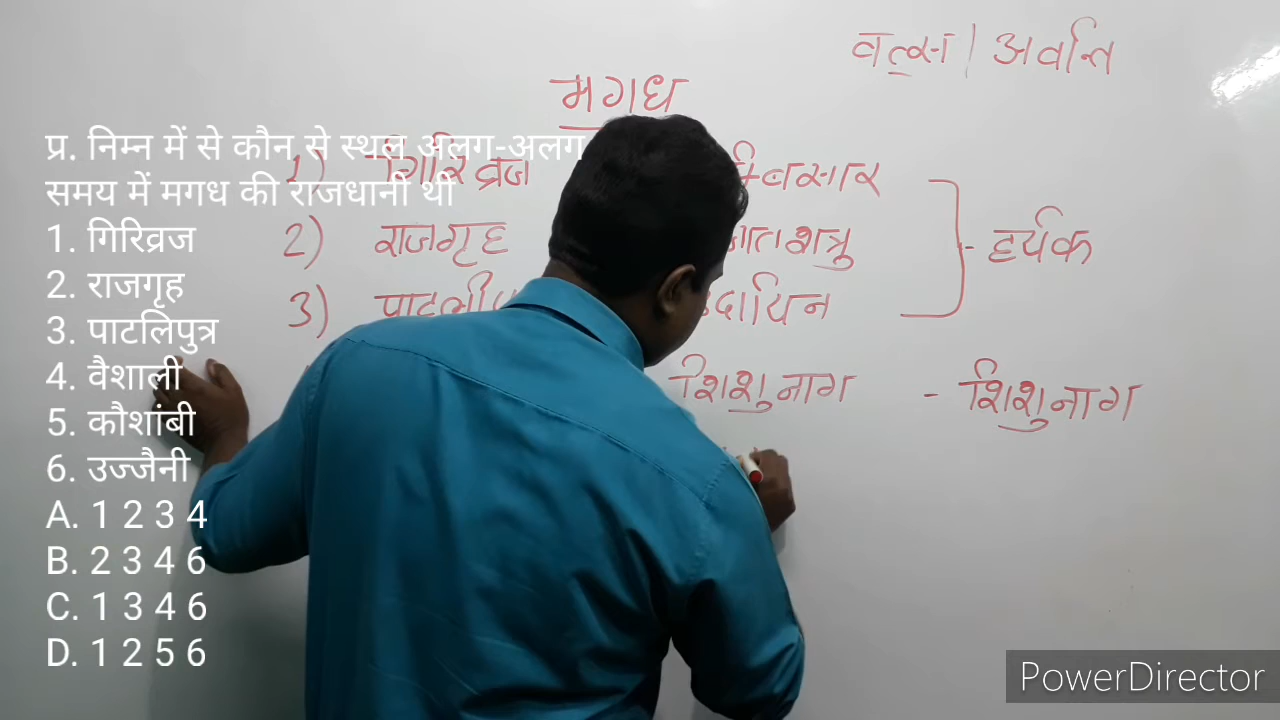 वत्स | अवन्ति
मगध
प्र. निम्न में से कौन से स्थल अलग-अलग
समय में मगध की राजधानी थी
1. गिरिव्रज
2. राजगृह
3. पाटलिपुत्र
4. वैशाली
5. कौशांबी
6. उज्जैनी
A. 1 2 3 4
B. 2 3 4 6
C. 1 3 4 6
D. 1 2 5 6
1) गिरिव्रज
2) राजगृह - हर्यक
3)
शिशुनाग - शिशुनाग
PowerDirector